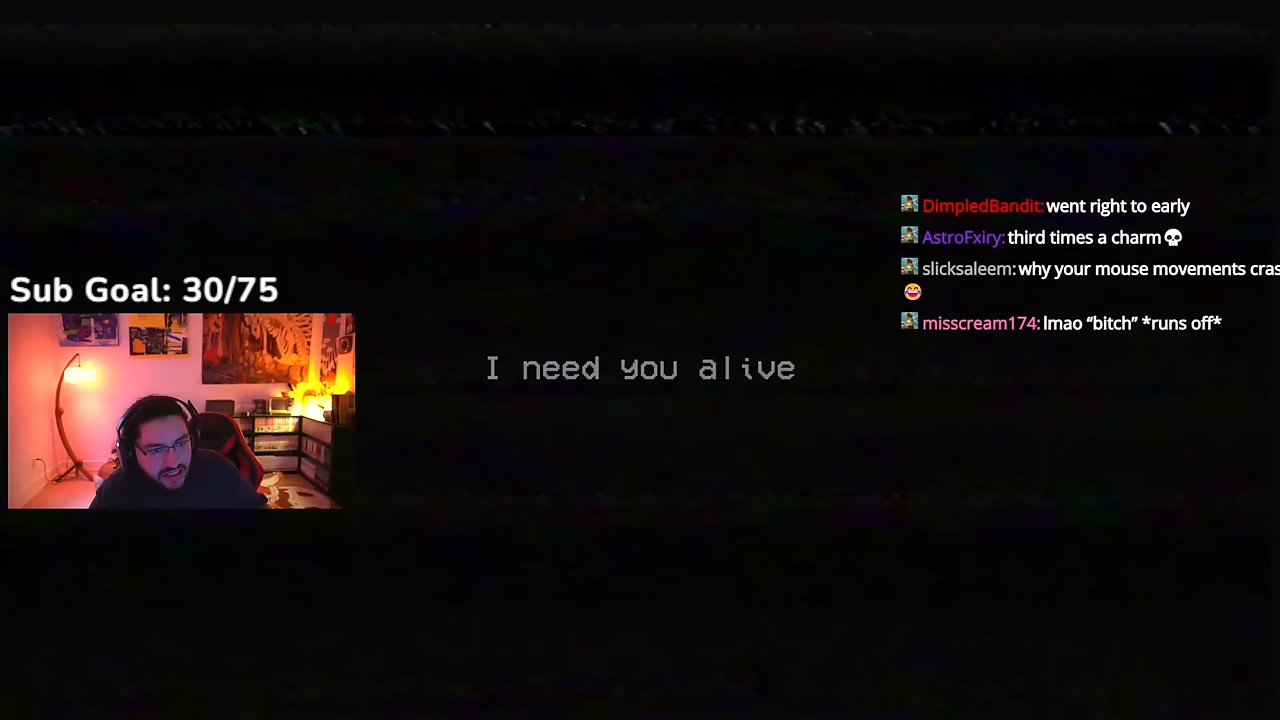 DimpledBandit: went right to early
AstroFxiry: third times a charm💀
slicksaleem: why your mouse movements cras
😂
misscream174: lmao “bitch” *runs off*
Sub Goal: 30/75
I need you alive